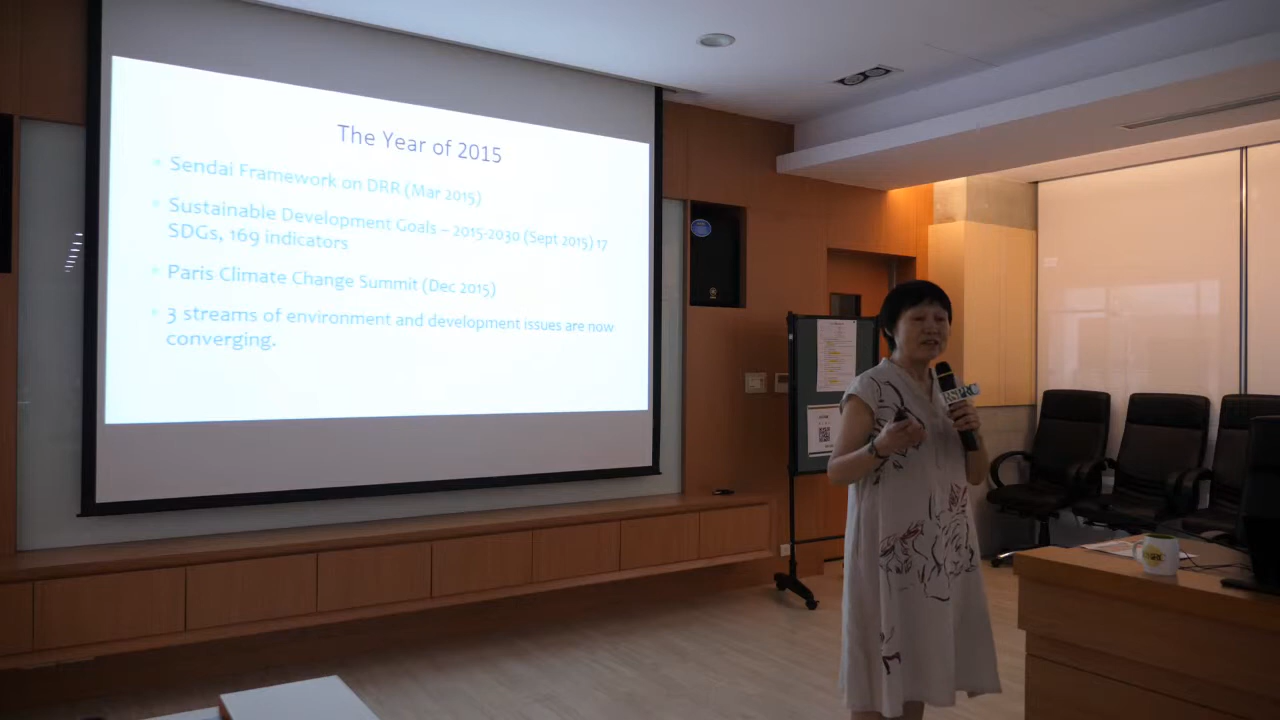 The Year of 2015
Sendai Framework on DRR (Mar 2015)
Sustainable Development Goals – 2015-2030 (Sept 2015) 17
SDGs, 169 indicators
Paris Climate Change Summit (Dec 2015)
3 streams of environment and development issues are now
converging.
RSPRC